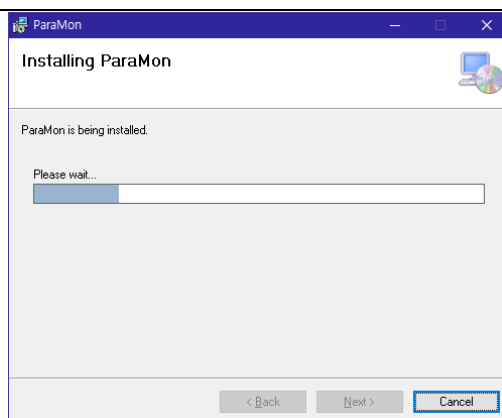 ParaMon
Installing ParaMon
ParaMon is being installed.
Please wait...
< Back
Next >
Cancel